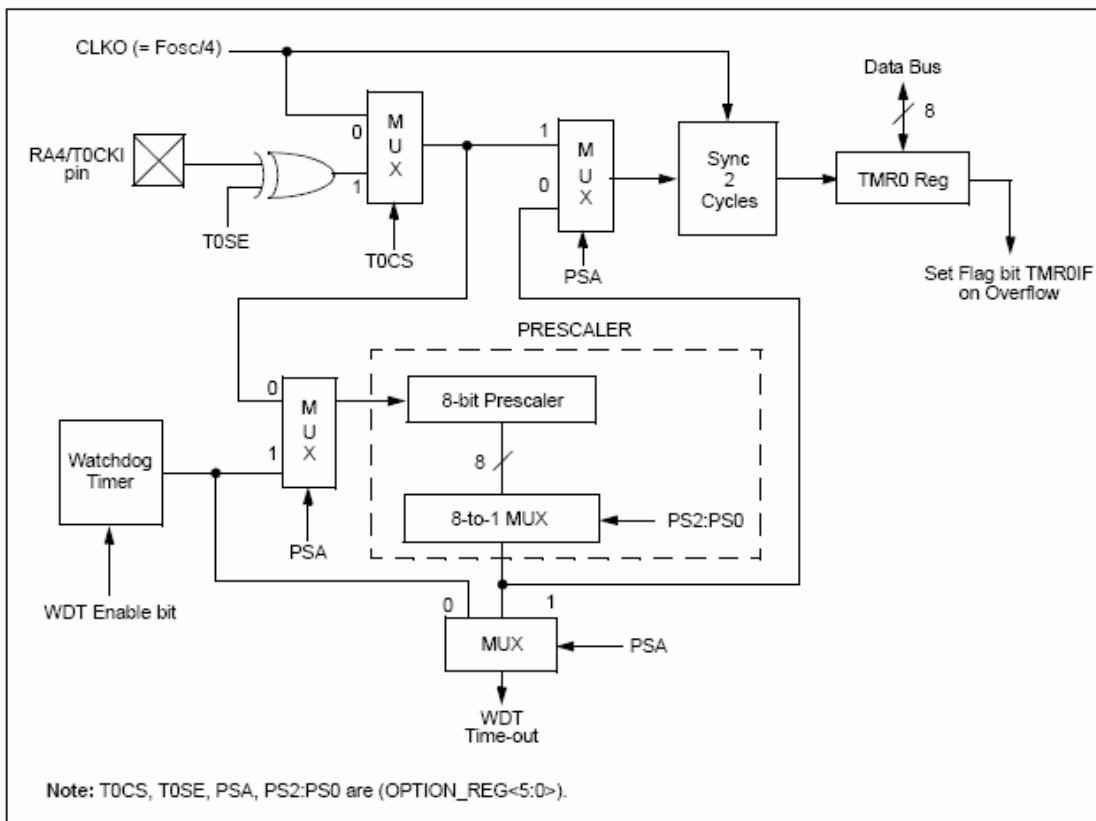 CLKO (= Fosc/4)
Data Bus
8
RA4/T0CKI
pin
T0SE
0
1
MUX
T0CS
1
0
MUX
PSA
Sync
2
Cycles
TMR0 Reg
Set Flag bit TMR0IF
on Overflow
PRESCALER
0
1
MUX
PSA
8-bit Prescaler
8
8-to-1 MUX
PS2:PS0
Watchdog
Timer
WDT Enable bit
0
1
MUX
PSA
WDT
Time-out
Note: T0CS, T0SE, PSA, PS2:PS0 are (OPTION_REG<5:0>).